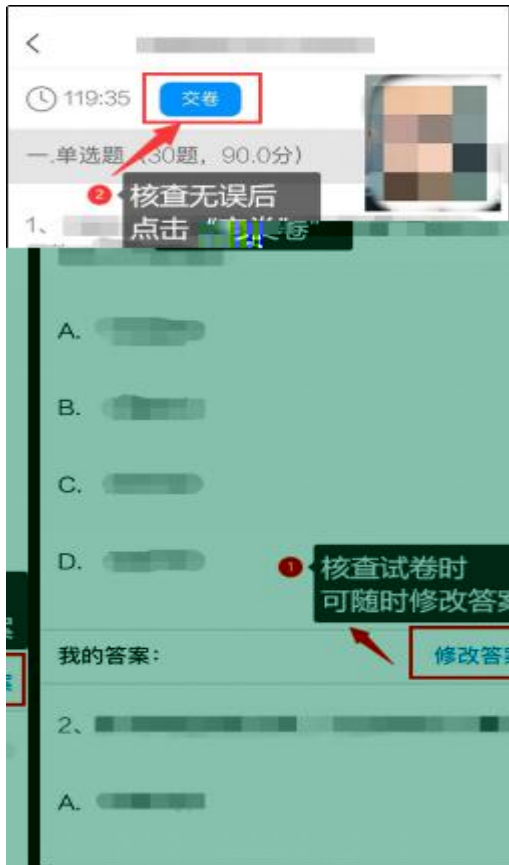 119:35 交卷
一.单选题（30题，90.0分）
2 核查无误后
点击
1、
A.
B.
C.
D.
1 核查试卷时
可随时修改答案
我的答案：
修改答案
2、
A.